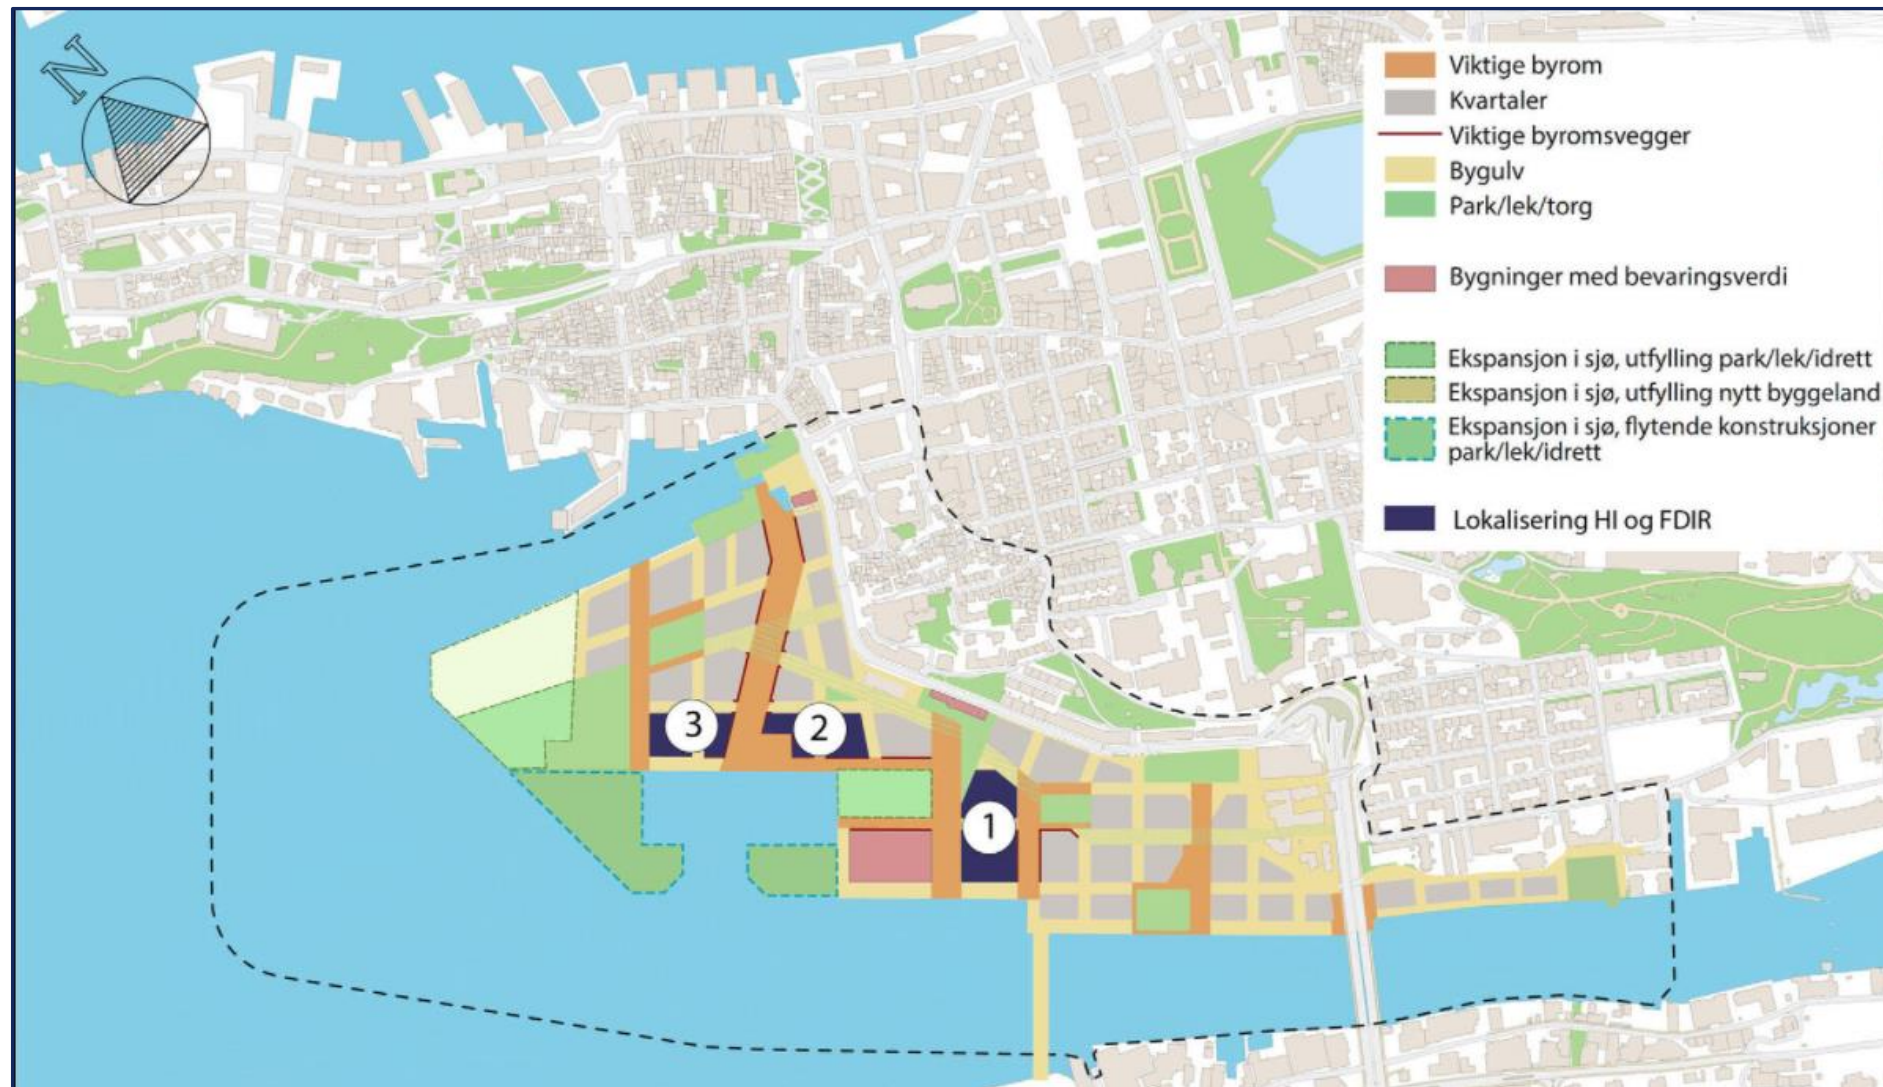 N
Viktige byrom
Kvartaler
Viktige byromsvegger
Bygulv
Park/lek/torg
Bygninger med bevaringsverdi
Ekspansjon i sjø, utfylling park/lek/idrett
Ekspansjon i sjø, utfylling nytt byggeland
Ekspansjon i sjø, flytende konstruksjoner
park/lek/idrett
Lokalisering HI og FDIR
3
2
1